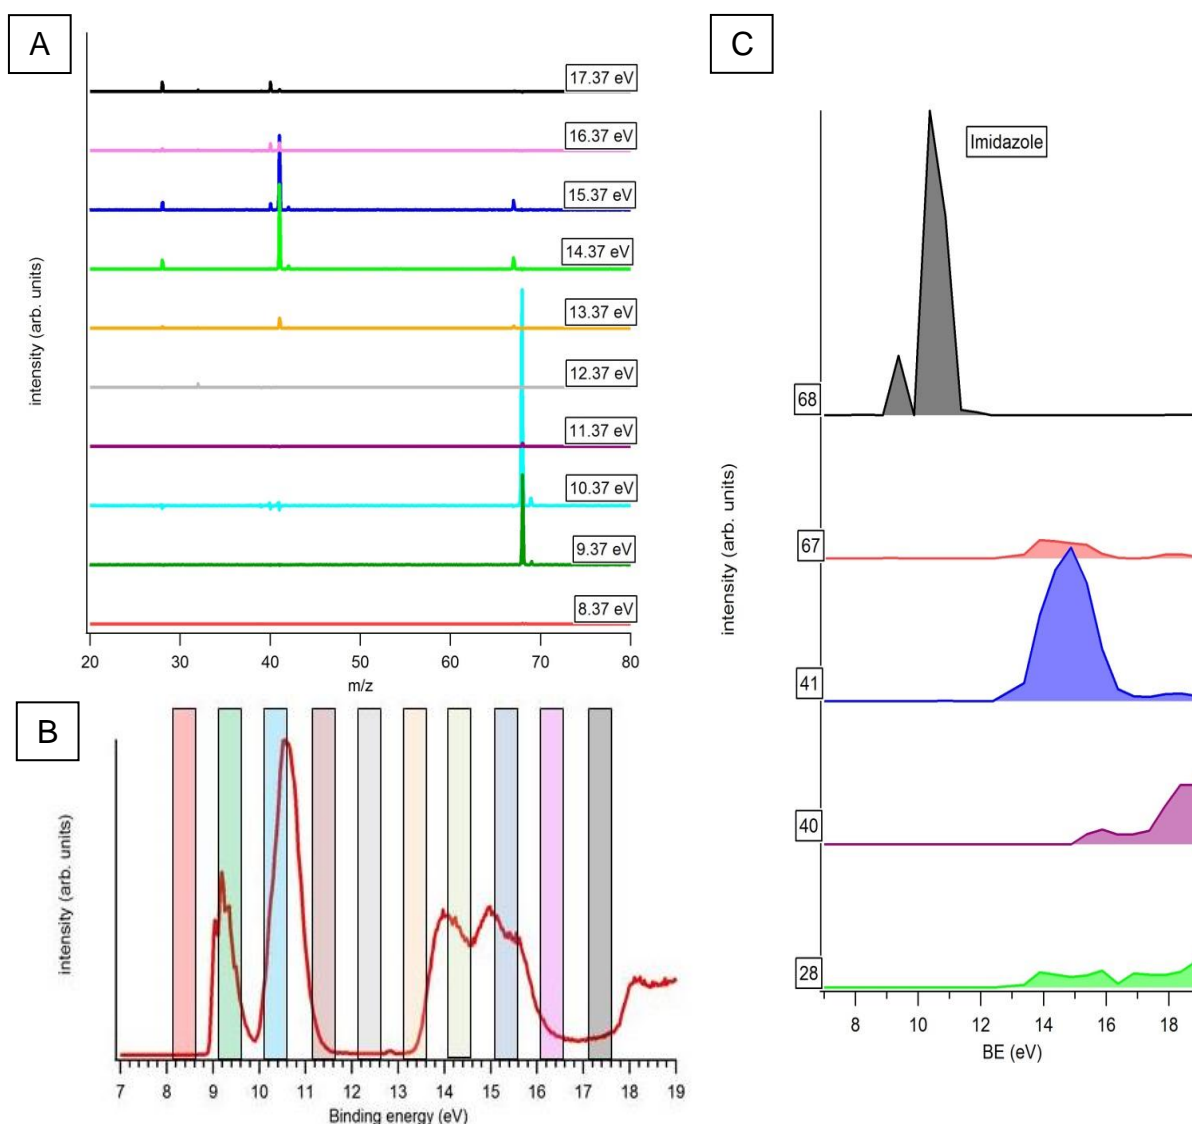 A
17.37 eV
16.37 eV
15.37 eV
14.37 eV
13.37 eV
12.37 eV
11.37 eV
10.37 eV
9.37 eV
8.37 eV
intensity (arb. units)
20 30 40 50 60 70 80
m/z
B
intensity (arb. units)
7 8 9 10 11 12 13 14 15 16 17 18 19
Binding energy (eV)
C
Imidazole
68
67
41
40
28
intensity (arb. units)
8 10 12 14 16 18
BE (eV)